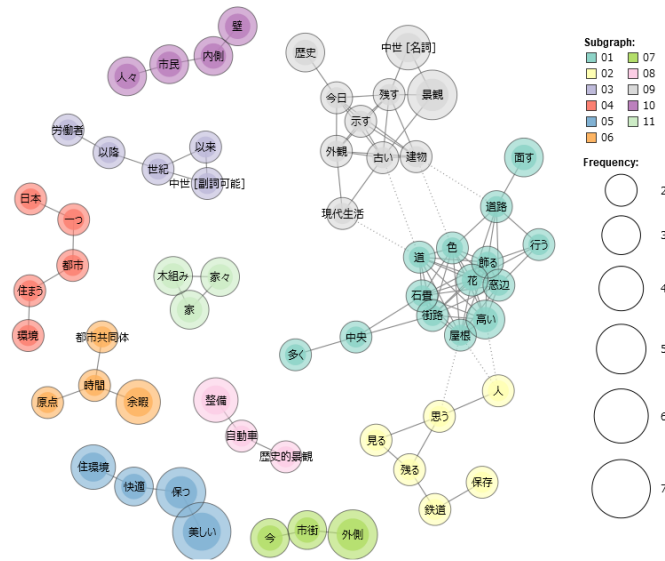 壁
内側
市民
人々
歴史
中世 [名詞]
今日
残す
景観
示す
外観
古い
建物
現代生活
労働者
以降
以来
世紀
中世 [副詞可能]
面す
道路
行う
色
道
飾る
花
窓辺
石畳
街路
高い
屋根
中央
多く
日本
一つ
都市
住まう
環境
木組み
家々
家
都市共同体
時間
原点
余暇
整備
自動車
歴史的景観
人
思う
見る
残る
保存
鉄道
住環境
快適
保つ
美しい
今
市街
外側
Subgraph:
01 07
02 08
03 09
04 10
05 11
06
Frequency:
2
3
4
5
6
7